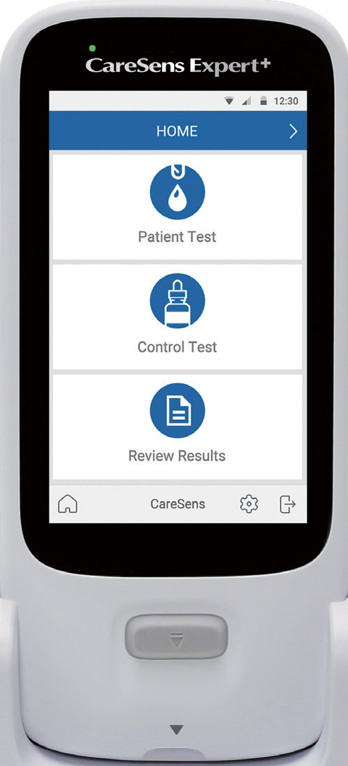 CareSens Expert+
12:30
HOME
Patient Test
Control Test
Review Results
CareSens